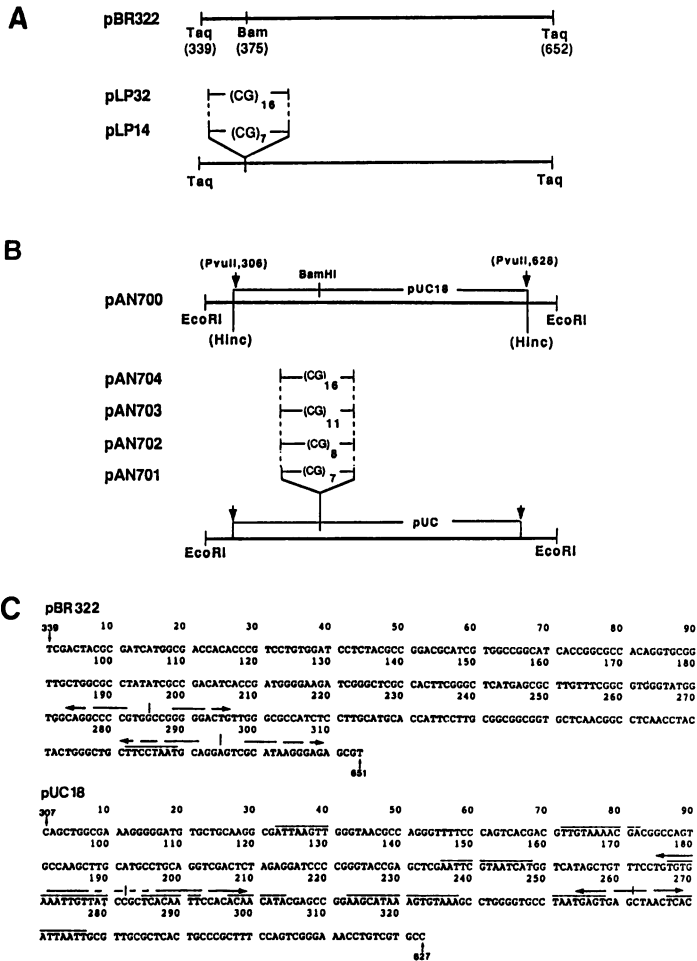 A
pBR322
Taq Bam Taq
(339) (375) (652)
pLP32 (CG)16
pLP14 (CG)7
Taq Taq
B
(PvuII,306) (PvuII,628)
BamHI
pAN700 pUC18
EcoRI EcoRI
(Hinc) (Hinc)
pAN704 (CG)16
pAN703 (CG)11
pAN702 (CG)8
pAN701 (CG)7
pUC
EcoRI EcoRI
C
pBR322
339 10 20 30 40 50 60 70 80 90
TCGACTACGC GATCATGGCG ACCACACCCG TCCTGTGGAT CCTCTACGCC GGACGCATCG TGGCCGGCAT CACCGGCGCC ACAGGTGCGG
100 110 120 130 140 150 160 170 180
TTGCTGGCGC CTATATCGCC GACATCACCG ATGGGGAAGA TCGGGCTCGC CACTTCGGGC TCATGAGCGC TTGTTTCGGC GTGGGTATGG
190 200 210 220 230 240 250 260 270
TGGCAGGCCC CGTGGCCGGG GGACTGTTGG GCGCCATCTC CTTGCATGCA CCATTCCTTG CGGCGGCGGT GCTCAACGGC CTCAACCTAC
280 290 300 310
TACTGGGCTG CTTCCTAATG CAGGAGTCGC ATAAGGGAGA GCGT
651
pUC18
307 10 20 30 40 50 60 70 80 90
CAGCTGGCGA AAGGGGGATG TGCTGCAAGG CGATTAAGTT GGGTAACGCC AGGGTTTTCC CAGTCACGAC GTTGTAAAAC GACGGCCAGT
100 110 120 130 140 150 160 170 180
GCCAAGCTTG CATGCCTGCA GGTCGACTCT AGAGGATCCC CGGGTACCGA GCTCGAATTC GTAATCATGG TCATAGCTGT TTCCTGTGTG
190 200 210 220 230 240 250 260 270
AAATTGTTAT CCGCTCACAA TTCCACACAA CATACGAGCC GGAAGCATAA AGTGTAAAGC CTGGGGTGCC TAATGAGTGA GCTAACTCAC
280 290 300 310 320
ATTAATTGCG TTGCGCTCAC TGCCCGCTTT CCAGTCGGGA AACCTGTCGT GCC
627